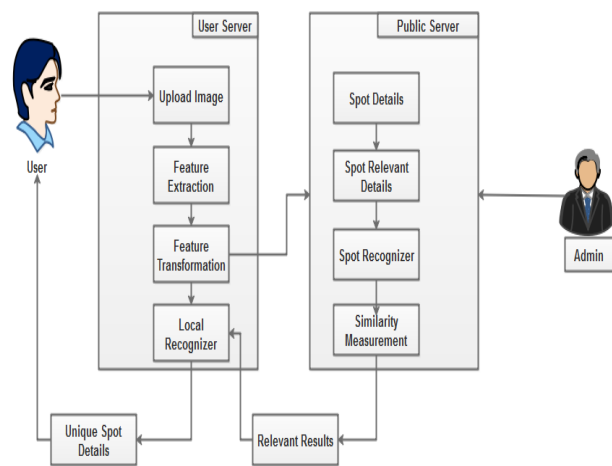 User Server
Public Server
Upload Image
Spot Details
User
Feature
Extraction
Spot Relevant
Details
Feature
Transformation
Spot Recognizer
Admin
Local
Recognizer
Similarity
Measurement
Unique Spot
Details
Relevant Results